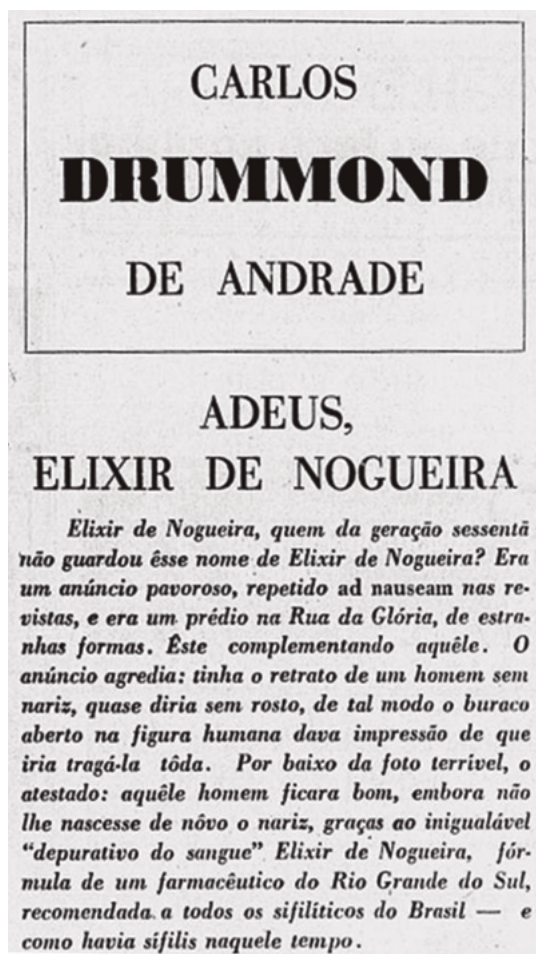 CARLOS
DRUMMOND
DE ANDRADE
ADEUS,
ELIXIR DE NOGUEIRA
Elixir de Nogueira, quem da geração sessentã
não guardou êsse nome de Elixir de Nogueira? Era
um anúncio pavoroso, repetido ad nauseam nas re-
vistas, e era um prédio na Rua da Glória, de estra-
nhas formas. Êste complementando aquêle. O
anúncio agredia: tinha o retrato de um homem sem
nariz, quase diria sem rosto, de tal modo o buraco
aberto na figura humana dava impressão de que
iria tragá-la tôda. Por baixo da foto terrível, o
atestado: aquêle homem ficara bom, embora não
lhe nascesse de nôvo o nariz, graças ao inigualável
"depurativo do sangue" Elixir de Nogueira, fór-
mula de um farmacêutico do Rio Grande do Sul,
recomendada a todos os sifilíticos do Brasil — e
como havia sífilis naquele tempo.